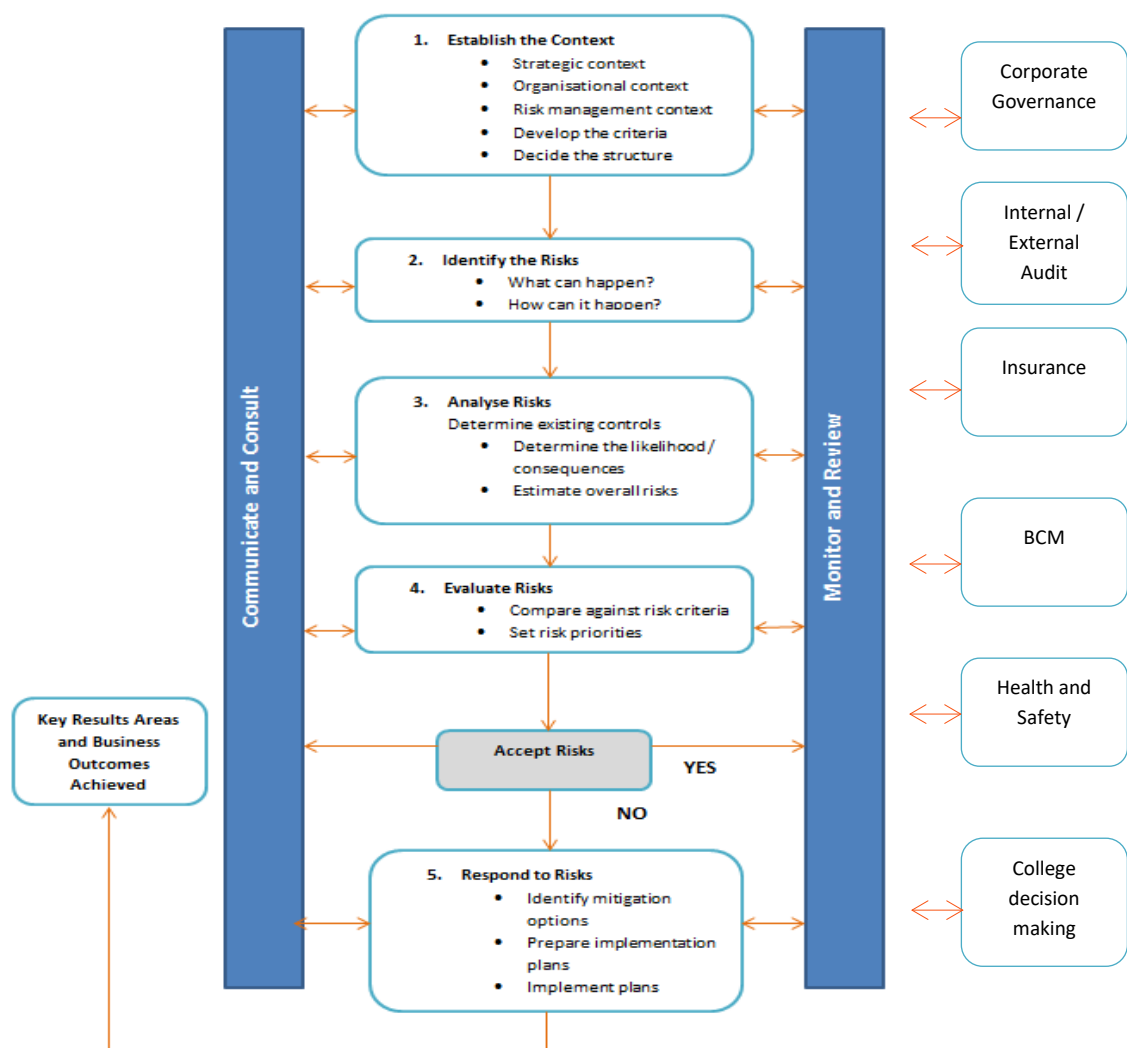 1. Establish the Context
• Strategic context
• Organisational context
• Risk management context
• Develop the criteria
• Decide the structure
2. Identify the Risks
• What can happen?
• How can it happen?
3. Analyse Risks
Determine existing controls
• Determine the likelihood /
consequences
• Estimate overall risks
4. Evaluate Risks
• Compare against risk criteria
• Set risk priorities
Accept Risks
YES
NO
5. Respond to Risks
• Identify mitigation
options
• Prepare implementation
plans
• Implement plans
Communicate and Consult
Monitor and Review
Key Results Areas
and Business
Outcomes
Achieved
Corporate
Governance
Internal /
External
Audit
Insurance
BCM
Health and
Safety
College
decision
making